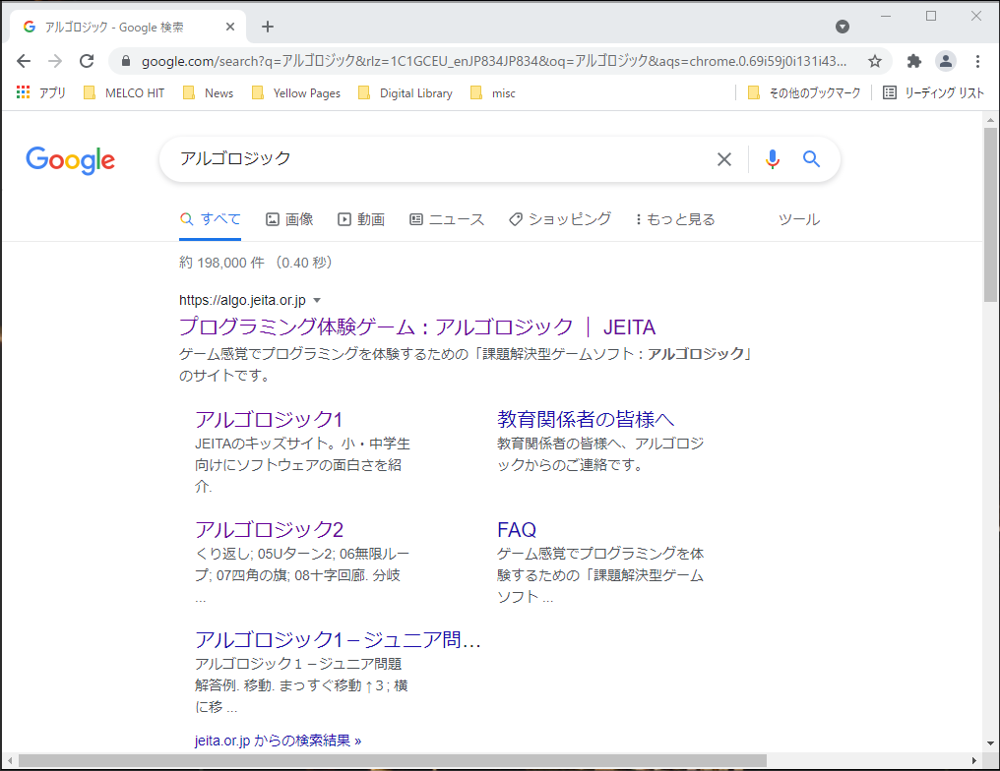 アルゴロジック - Google 検索
google.com/search?q=アルゴロジック&rlz=1C1GCEU_enJP834JP834&oq=アルゴロジック&aqs=chrome.0.69i59j0i131i43...
アプリ MELCO HIT News Yellow Pages Digital Library misc その他のブックマーク リーディング リスト
Google アルゴロジック
すべて 画像 動画 ニュース ショッピング もっと見る ツール
約 198,000 件 （0.40 秒）
https://algo.jeita.or.jp
プログラミング体験ゲーム：アルゴロジック ｜ JEITA
ゲーム感覚でプログラミングを体験するための「課題解決型ゲームソフト：アルゴロジック」
のサイトです。
アルゴロジック1
JEITAのキッズサイト。小・中学生
向けにソフトウェアの面白さを紹
介.
教育関係者の皆様へ
教育関係者の皆様へ、アルゴロジ
ックからのご連絡です。
アルゴロジック2
くり返し; 05Uターン2; 06無限ルー
プ; 07四角の旗; 08十字回廊. 分岐
...
FAQ
ゲーム感覚でプログラミングを体
験するための「課題解決型ゲーム
ソフト ...
アルゴロジック1－ジュニア問...
アルゴロジック１－ジュニア問題
解答例. 移動. まっすぐ移動 ↑３; 横
に移 ...
jeita.or.jp からの検索結果 »